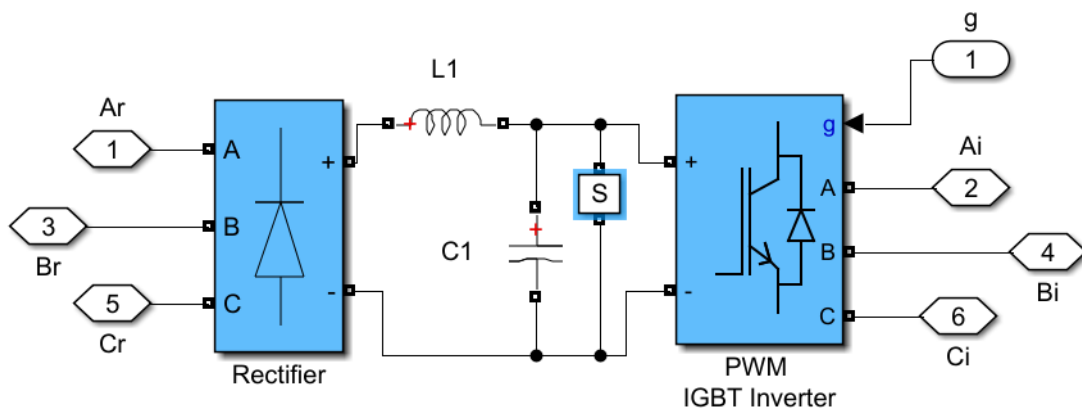 g
1
L1
Ar
1
A
+
+
g
Ai
A
2
S
3
Br
B
C1
B
4
Bi
5
Cr
C
-
-
C
6
Ci
Rectifier
PWM
IGBT Inverter